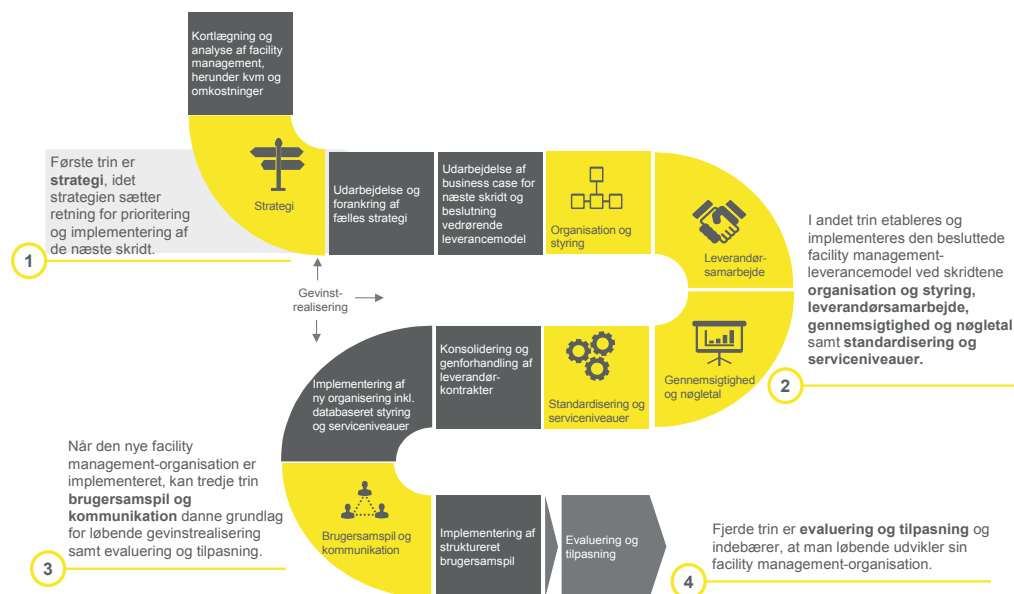 Kortlægning og
analyse af facility
management,
herunder kvm og
omkostninger
Strategi
Første trin er
strategi, idet
strategien sætter
retning for prioritering
og implementering af
de næste skridt.
1
Udarbejdelse og
forankring af
fælles strategi
Udarbejdelse af
business case for
næste skridt og
beslutning
vedrørende
leverancemodel
Organisation og
styring
Leverandør-
samarbejde
I andet trin etableres og
implementeres den besluttede
facility management-
leverancemodel ved skridtene
organisation og styring,
leverandørsamarbejde,
gennemsigtighed og nøgletal
samt standardisering og
serviceniveauer.
2
Gevinst-
realisering
Gennemsigtighed
og nøgletal
Standardisering og
serviceniveauer
Konsolidering og
genforhandling af
leverandør-
kontrakter
Implementering af
ny organisering inkl.
databaseret styring
og serviceniveauer
Når den nye facility
management-organisation er
implementeret, kan tredje trin
brugersamspil og
kommunikation danne grundlag
for løbende gevinstrealisering
samt evaluering og tilpasning.
3
Brugersamspil og
kommunikation
Implementering af
struktureret
brugersamspil
Evaluering og
tilpasning
Fjerde trin er evaluering og tilpasning og
indebærer, at man løbende udvikler sin
facility management-organisation.
4